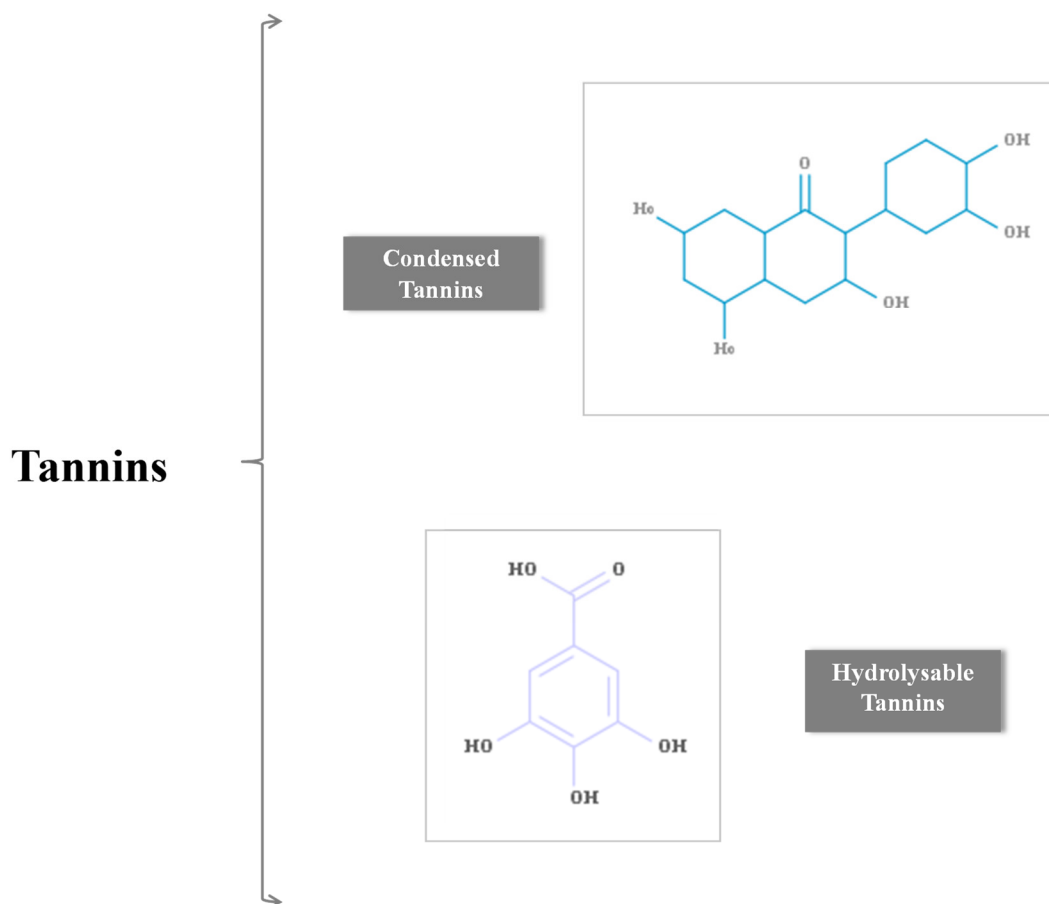 OH
O
Ho
OH
Condensed
Tannins
OH
Ho
Tannins
HO
O
Hydrolysable
Tannins
HO
OH
OH